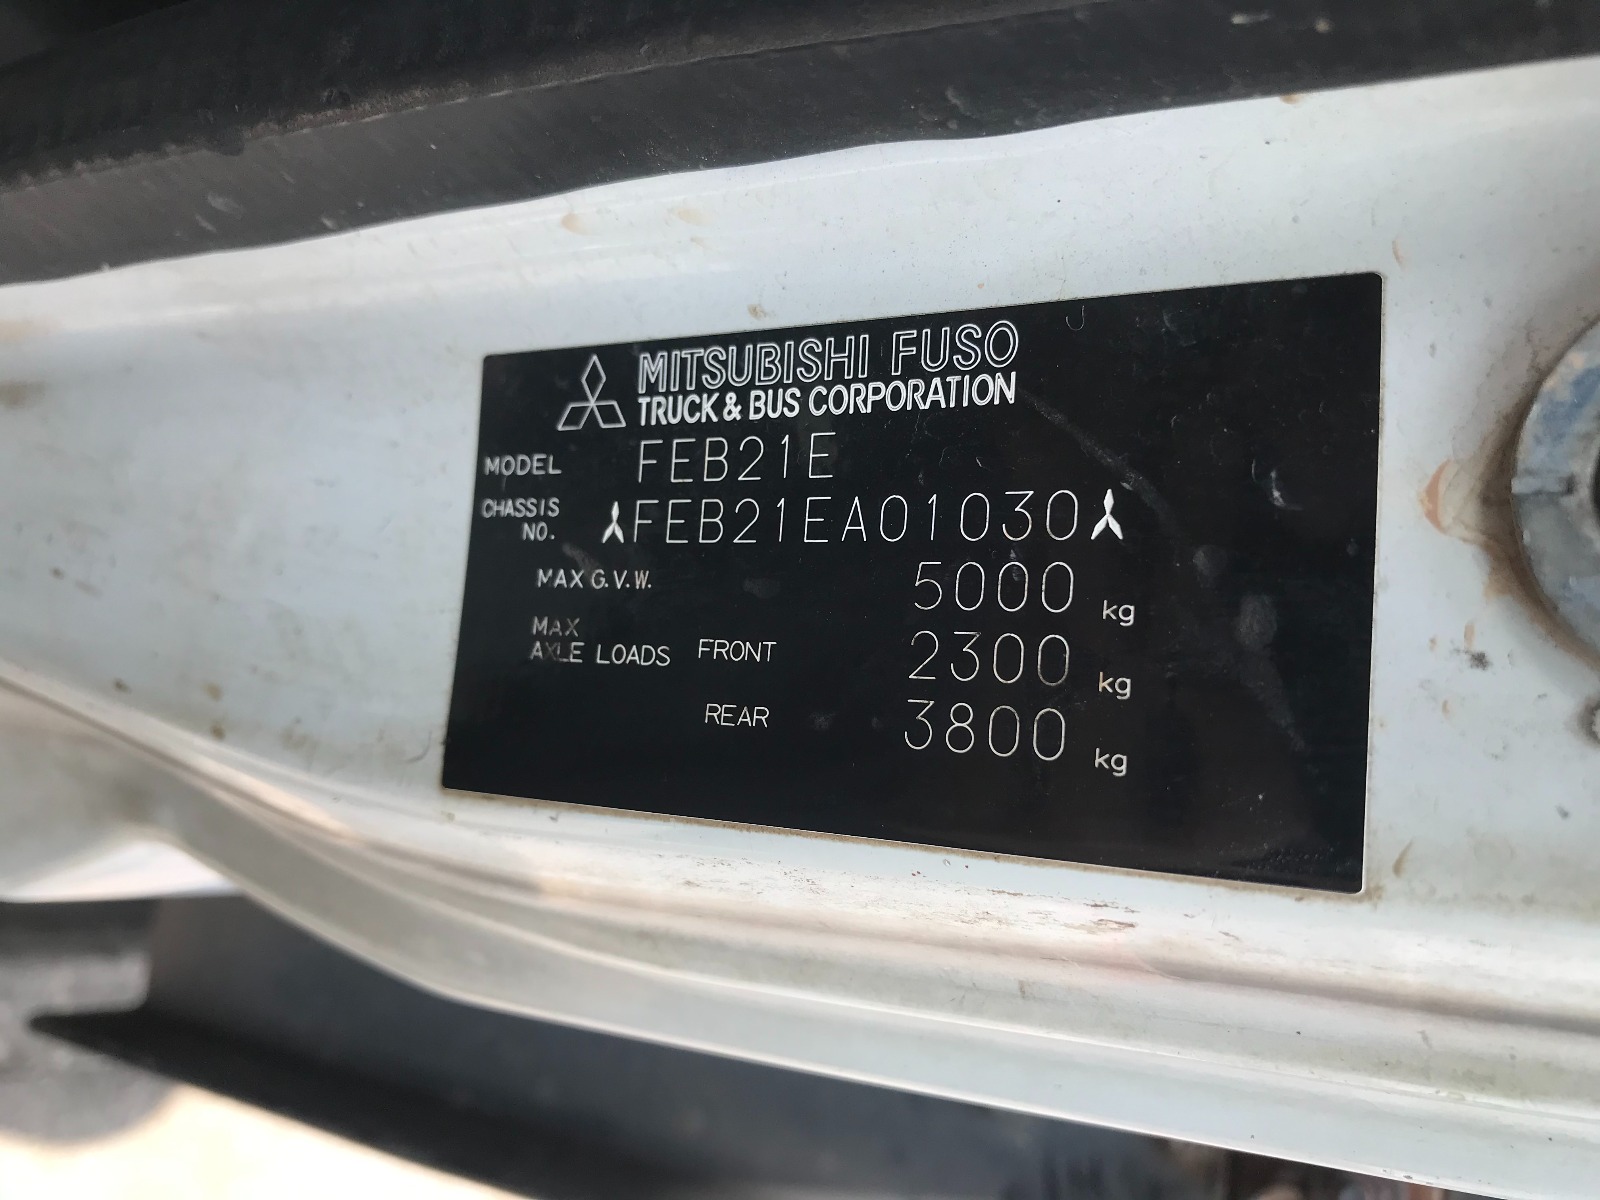 MITSUBISHI FUSO
TRUCK & BUS CORPORATION
MODEL FEB21E
CHASSIS NO. FEB21EA01030
MAX G.V.W. 5000 kg
MAX AXLE LOADS FRONT 2300 kg
REAR 3800 kg